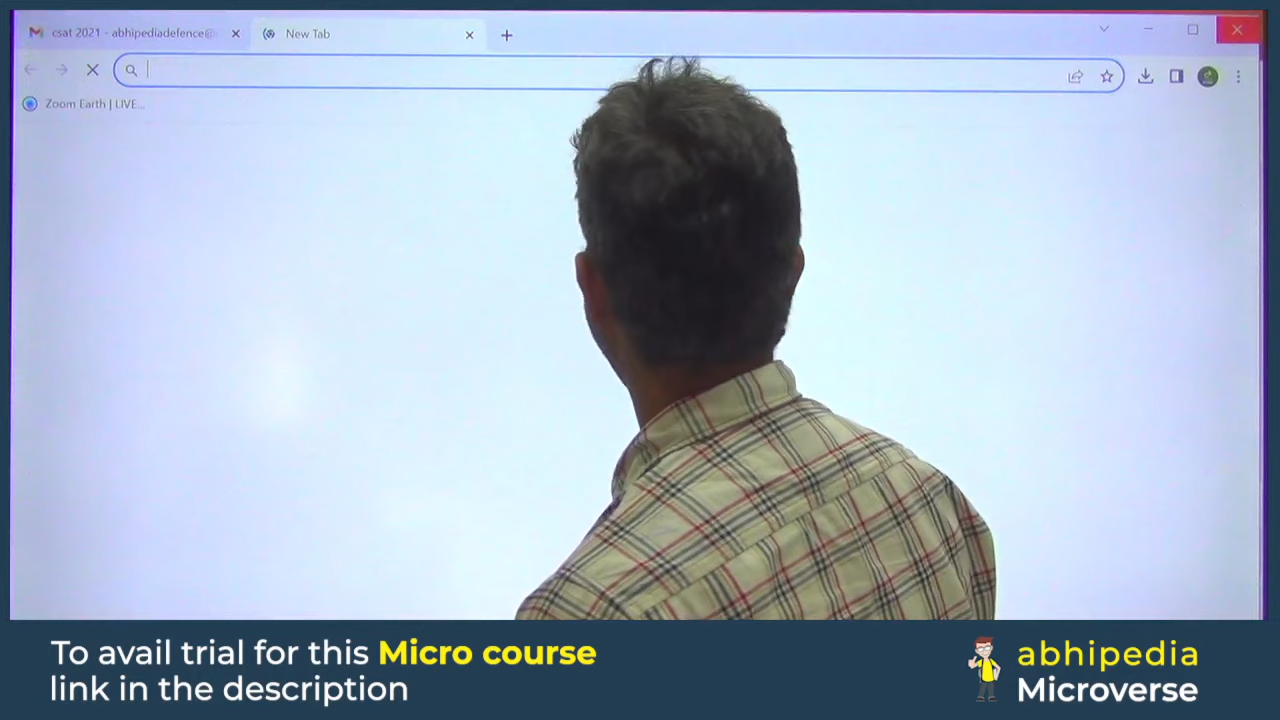 csat 2021 - abhipediadefence@
New Tab
Zoom Earth | LIVE...
To avail trial for this Micro course
link in the description
abhipedia
Microverse